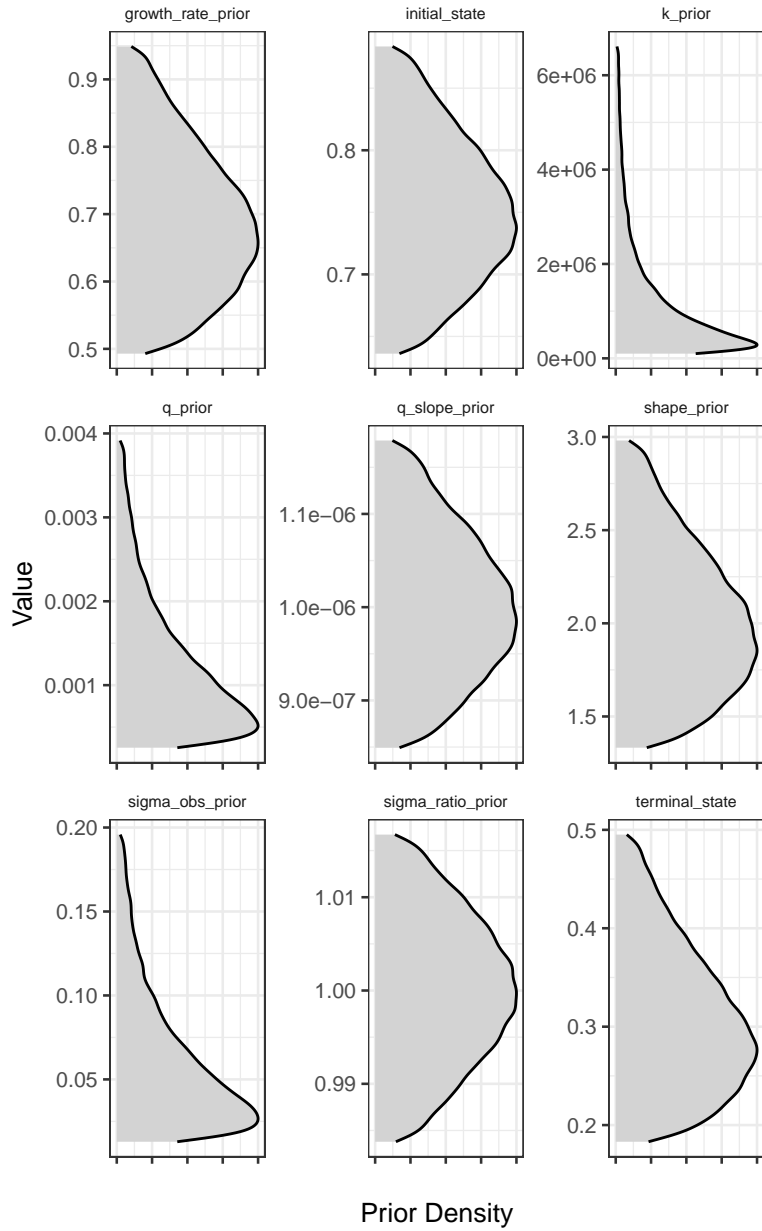 growth_rate_prior
initial_state
k_prior
0.9
0.8
0.7
0.6
0.5
0.8
0.7
6e+06
4e+06
2e+06
0e+00
q_prior
q_slope_prior
shape_prior
0.004
0.003
0.002
0.001
1.1e−06
1.0e−06
9.0e−07
3.0
2.5
2.0
1.5
Value
sigma_obs_prior
sigma_ratio_prior
terminal_state
0.20
0.15
0.10
0.05
1.01
1.00
0.99
0.5
0.4
0.3
0.2
Prior Density